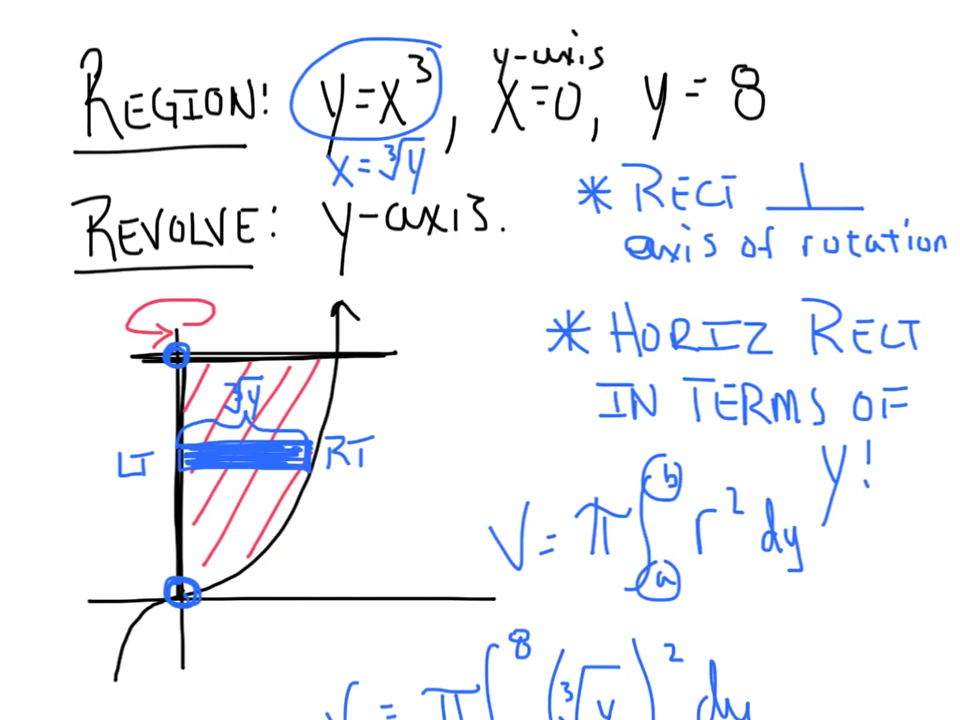 REGION: y=x³, x=0, y=8
y-axis
x=∛y
REVOLVE: y-axis.
* RECT ⊥
axis of rotation
* HORIZ RECT
IN TERMS OF
y!
∛y
LT RT
V = π∫ₐᵇ r² dy
V = π∫⁸ (∛y)² dy